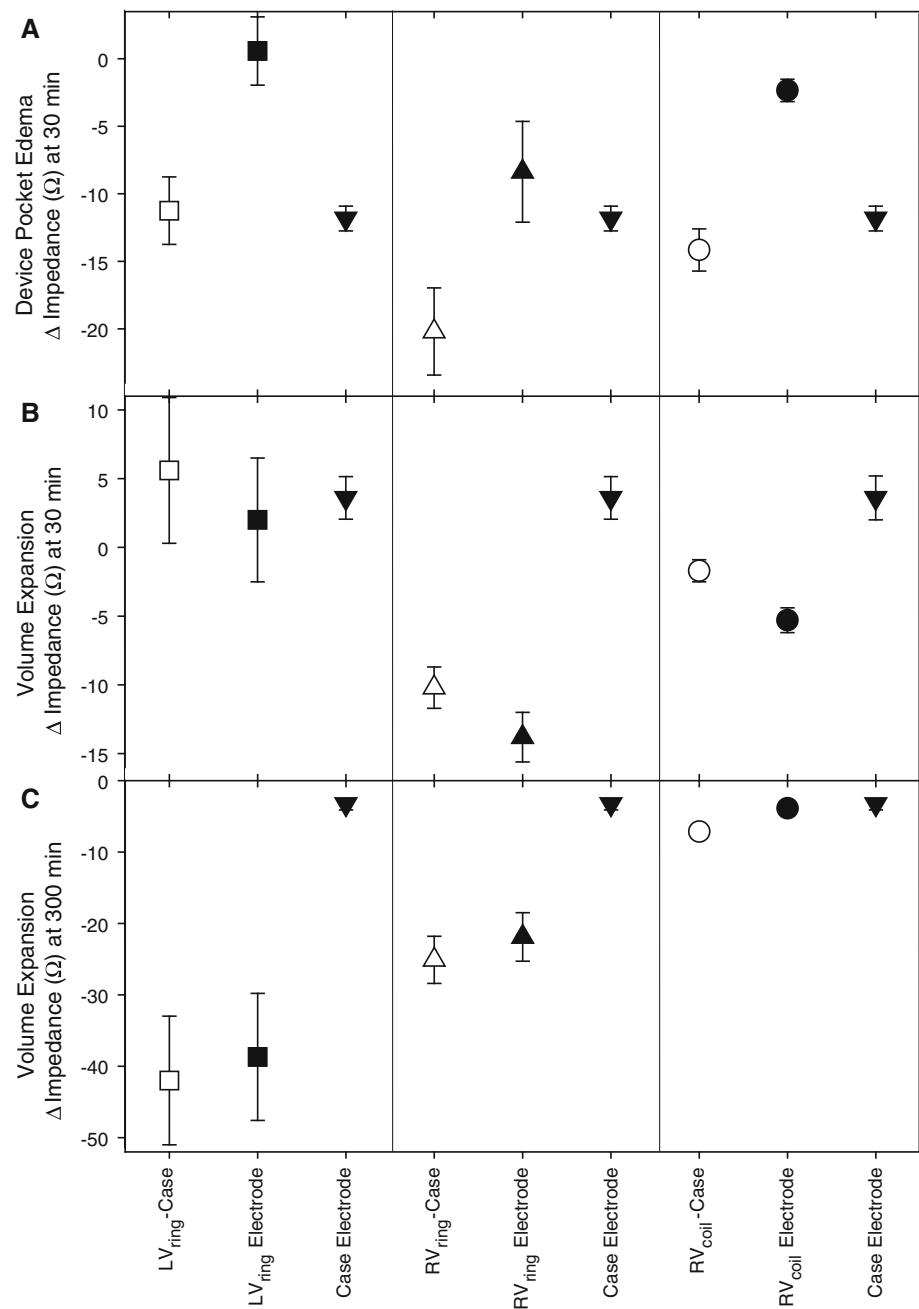 A
Device Pocket Edema
Δ Impedance (Ω) at 30 min
0
-5
-10
-15
-20
B
Volume Expansion
Δ Impedance (Ω) at 30 min
10
5
0
-5
-10
-15
C
Volume Expansion
Δ Impedance (Ω) at 300 min
0
-10
-20
-30
-40
-50
LVring-Case
LVring Electrode
Case Electrode
RVring-Case
RVring Electrode
Case Electrode
RVcoil-Case
RVcoil Electrode
Case Electrode